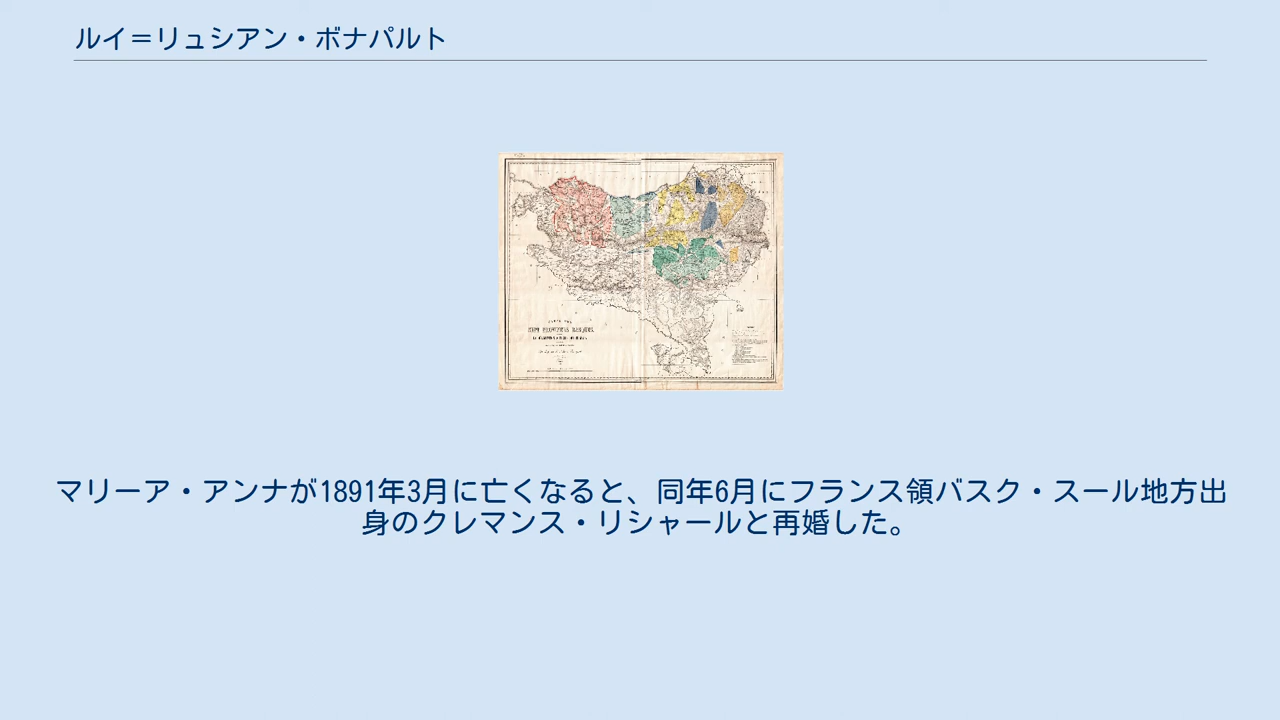 ルイ＝リュシアン・ボナパルト
マリーア・アンナが1891年3月に亡くなると、同年6月にフランス領バスク・スール地方出
身のクレマンス・リシャールと再婚した。